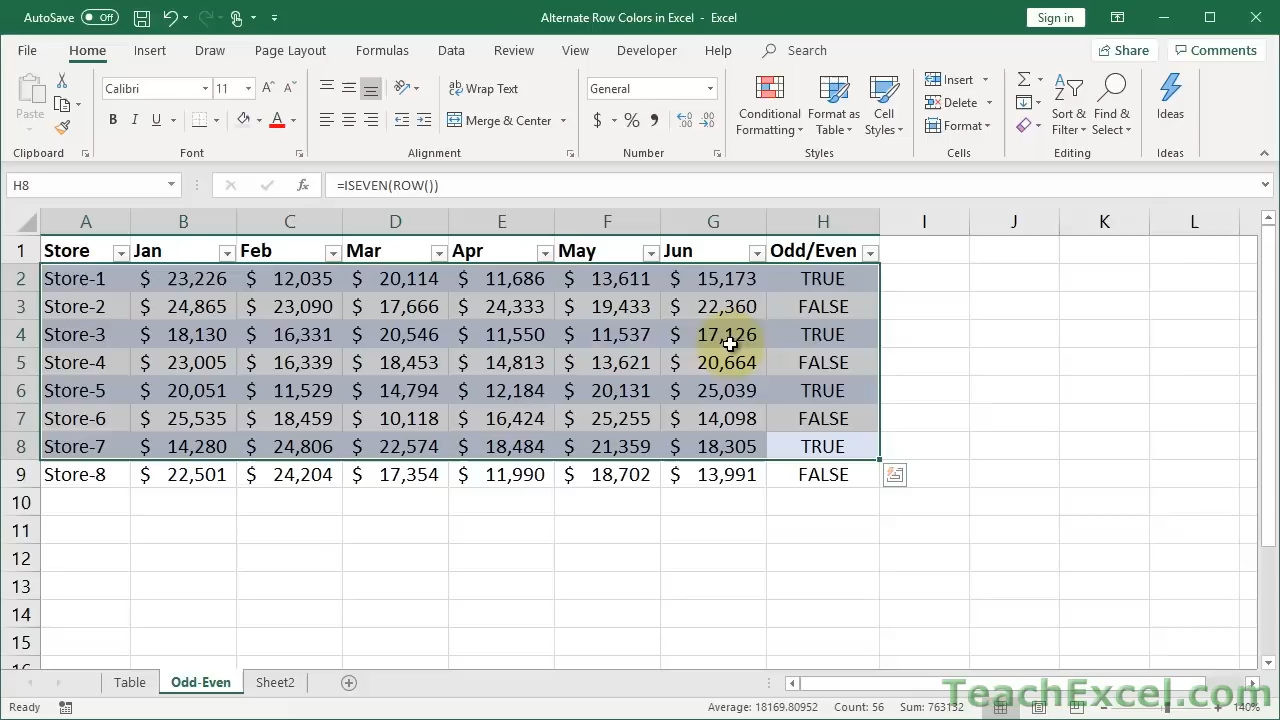 AutoSave Off Alternate Row Colors in Excel - Excel Sign in
File Home Insert Draw Page Layout Formulas Data Review View Developer Help Search Share Comments
Paste Calibri 11 B I U A Wrap Text Merge & Center General $ % Conditional Formatting Format as Table Cell Styles Insert Delete Format Sort & Filter Find & Select Ideas
Clipboard Font Alignment Number Styles Cells Editing Ideas
H8 fx =ISEVEN(ROW())
A B C D E F G H I J K L
1 Store Jan Feb Mar Apr May Jun Odd/Even
2 Store-1 $ 23,226 $ 12,035 $ 20,114 $ 11,686 $ 13,611 $ 15,173 TRUE
3 Store-2 $ 24,865 $ 23,090 $ 17,666 $ 24,333 $ 19,433 $ 22,360 FALSE
4 Store-3 $ 18,130 $ 16,331 $ 20,546 $ 11,550 $ 11,537 $ 17,126 TRUE
5 Store-4 $ 23,005 $ 16,339 $ 18,453 $ 14,813 $ 13,621 $ 20,664 FALSE
6 Store-5 $ 20,051 $ 11,529 $ 14,794 $ 12,184 $ 20,131 $ 25,039 TRUE
7 Store-6 $ 25,535 $ 18,459 $ 10,118 $ 16,424 $ 25,255 $ 14,098 FALSE
8 Store-7 $ 14,280 $ 24,806 $ 22,574 $ 18,484 $ 21,359 $ 18,305 TRUE
9 Store-8 $ 22,501 $ 24,204 $ 17,354 $ 11,990 $ 18,702 $ 13,991 FALSE
10
11
12
13
14
15
Table Odd-Even Sheet2
Ready Average: 18169.80952 Count: 56 Sum: 763132 140%
TeachExcel.com